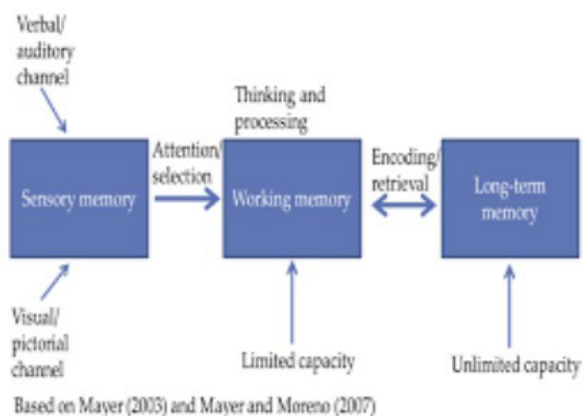 Verbal/
auditory
channel
Thinking and
processing
Attention/
selection
Encoding/
retrieval
Sensory memory
Working memory
Long-term
memory
Visual/
pictorial
channel
Limited capacity
Unlimited capacity
Based on Mayer (2003) and Mayer and Moreno (2007)